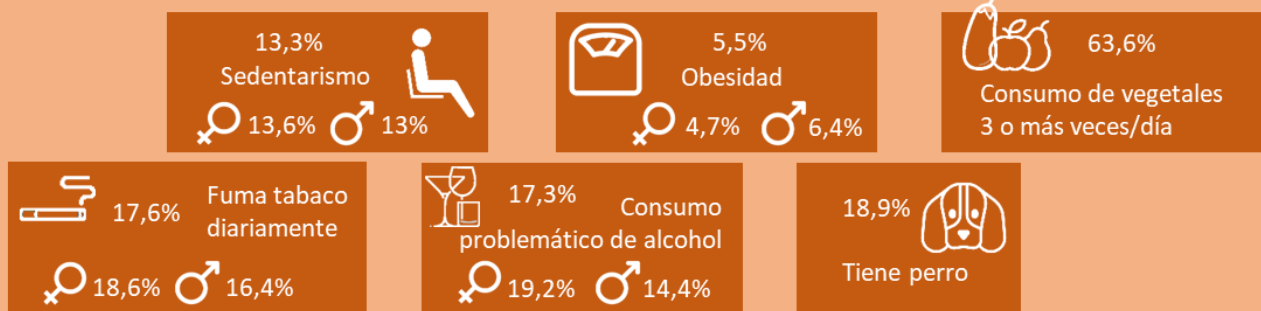 13,3%
Sedentarismo
13,6% 13%
5,5%
Obesidad
4,7% 6,4%
63,6%
Consumo de vegetales
3 o más veces/día
17,6%
Fuma tabaco
diariamente
18,6% 16,4%
17,3% Consumo
problemático de alcohol
19,2% 14,4%
18,9%
Tiene perro